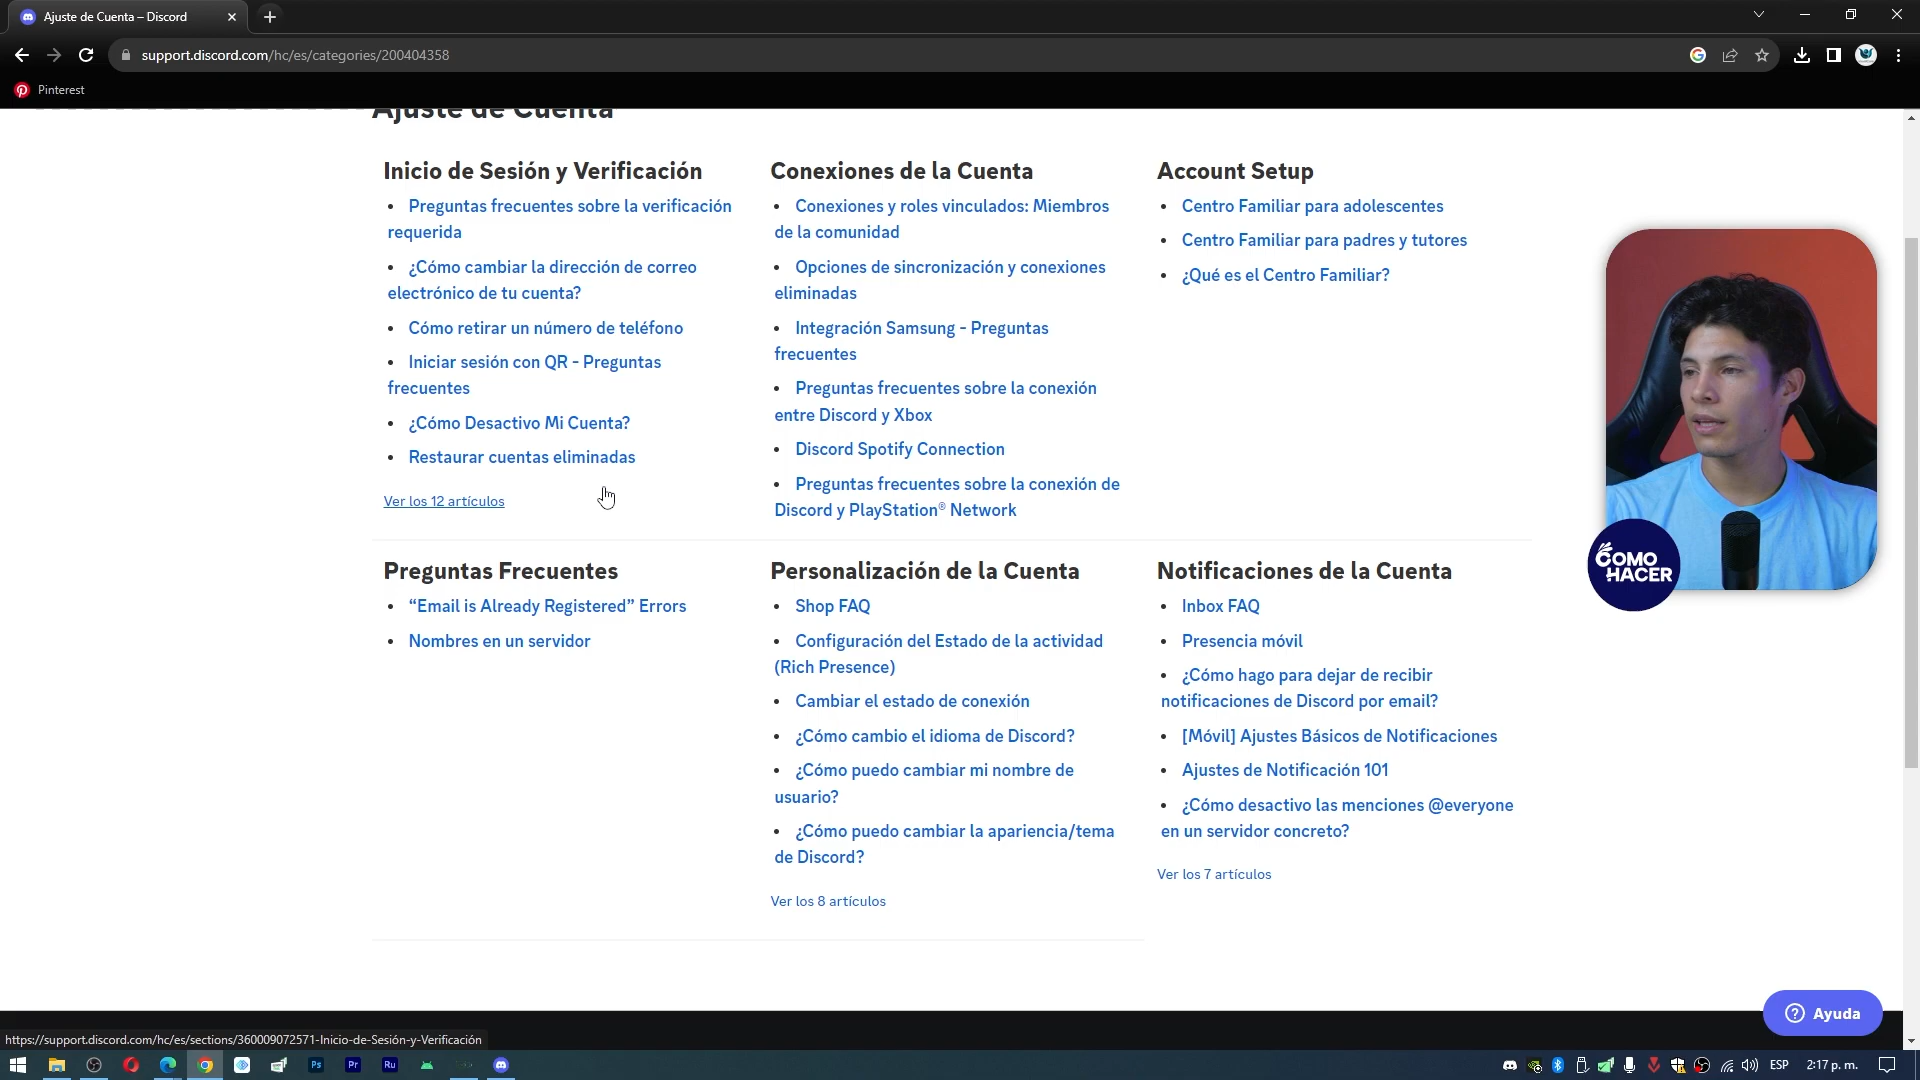 Ajuste de Cuenta – Discord
support.discord.com/hc/es/categories/200404358
Pinterest
Ajuste de Cuenta
Inicio de Sesión y Verificación
Preguntas frecuentes sobre la verificación
requerida
¿Cómo cambiar la dirección de correo
electrónico de tu cuenta?
Cómo retirar un número de teléfono
Iniciar sesión con QR - Preguntas
frecuentes
¿Cómo Desactivo Mi Cuenta?
Restaurar cuentas eliminadas
Ver los 12 artículos
Conexiones de la Cuenta
Conexiones y roles vinculados: Miembros
de la comunidad
Opciones de sincronización y conexiones
eliminadas
Integración Samsung - Preguntas
frecuentes
Preguntas frecuentes sobre la conexión
entre Discord y Xbox
Discord Spotify Connection
Preguntas frecuentes sobre la conexión de
Discord y PlayStation® Network
Account Setup
Centro Familiar para adolescentes
Centro Familiar para padres y tutores
¿Qué es el Centro Familiar?
COMO
HACER
Preguntas Frecuentes
“Email is Already Registered” Errors
Nombres en un servidor
Personalización de la Cuenta
Shop FAQ
Configuración del Estado de la actividad
(Rich Presence)
Cambiar el estado de conexión
¿Cómo cambio el idioma de Discord?
¿Cómo puedo cambiar mi nombre de
usuario?
¿Cómo puedo cambiar la apariencia/tema
de Discord?
Ver los 8 artículos
Notificaciones de la Cuenta
Inbox FAQ
Presencia móvil
¿Cómo hago para dejar de recibir
notificaciones de Discord por email?
[Móvil] Ajustes Básicos de Notificaciones
Ajustes de Notificación 101
¿Cómo desactivo las menciones @everyone
en un servidor concreto?
Ver los 7 artículos
Ayuda
https://support.discord.com/hc/es/sections/360009072571-Inicio-de-Sesión-y-Verificación
Ps
Pr
Ru
ESP
2:17 p. m.